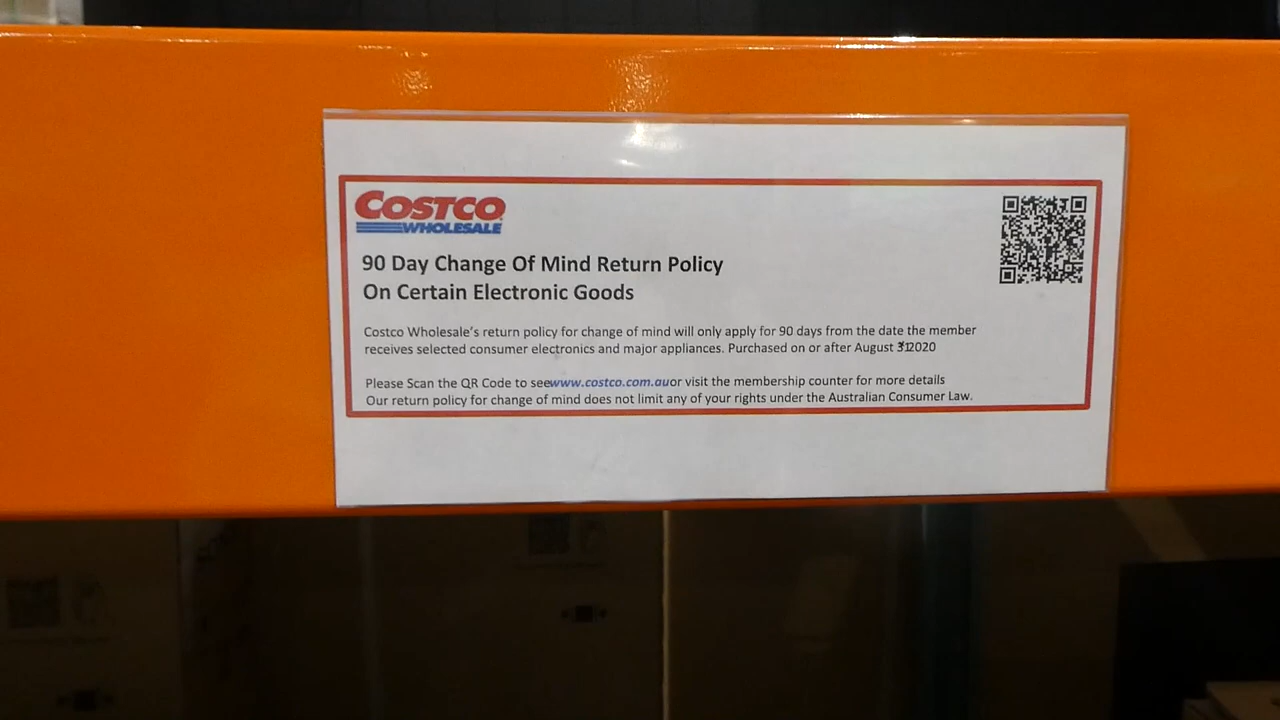 COSTCO
WHOLESALE
90 Day Change Of Mind Return Policy
On Certain Electronic Goods
Costco Wholesale's return policy for change of mind will only apply for 90 days from the date the member
receives selected consumer electronics and major appliances. Purchased on or after August 31 2020
Please Scan the QR Code to seewww.costco.com.auor visit the membership counter for more details
Our return policy for change of mind does not limit any of your rights under the Australian Consumer Law.